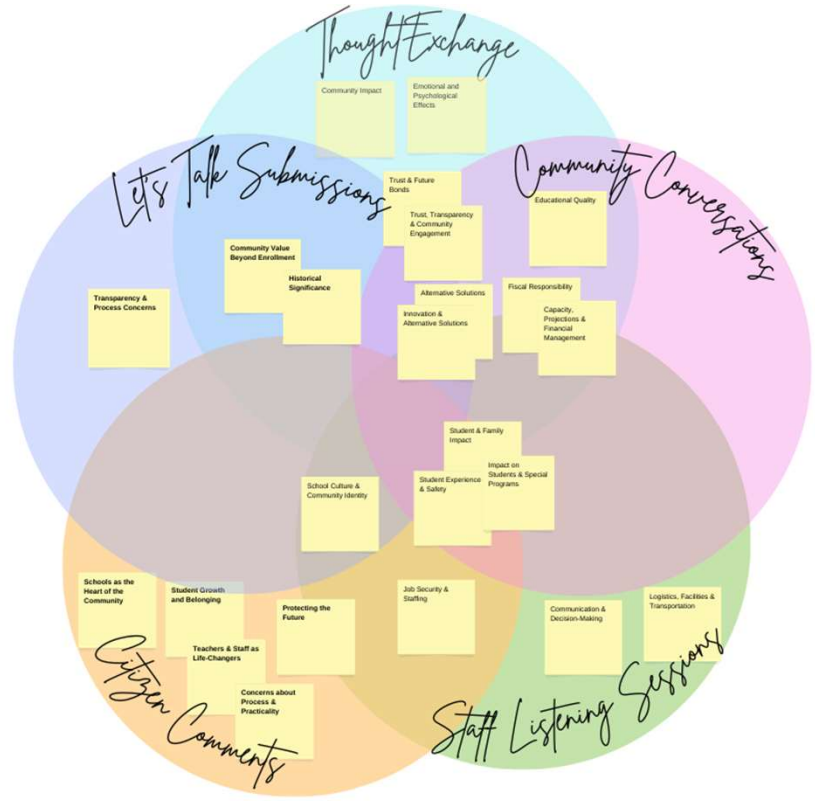 ThoughtExchange
Community Impact
Emotional and
Psychological
Effects
Let's Talk Submissions
Community Conversations
Trust & Future
Bonds
Trust, Transparency
& Community
Engagement
Educational Quality
Community Value
Beyond Enrollment
Historical
Significance
Transparency &
Process Concerns
Alternative Solutions
Innovation &
Alternative Solutions
Fiscal Responsibility
Capacity,
Projections &
Financial
Management
Student & Family
Impact
Impact on
Students & Special
Programs
Student Experience
& Safety
School Culture &
Community Identity
Schools as the
Heart of the
Community
Student Growth
and Belonging
Protecting the
Future
Job Security &
Staffing
Communication &
Decision-Making
Logistics, Facilities &
Transportation
Teachers & Staff as
Life-Changers
Concerns about
Process &
Practicality
Citizen Comments
Staff Listening Sessions